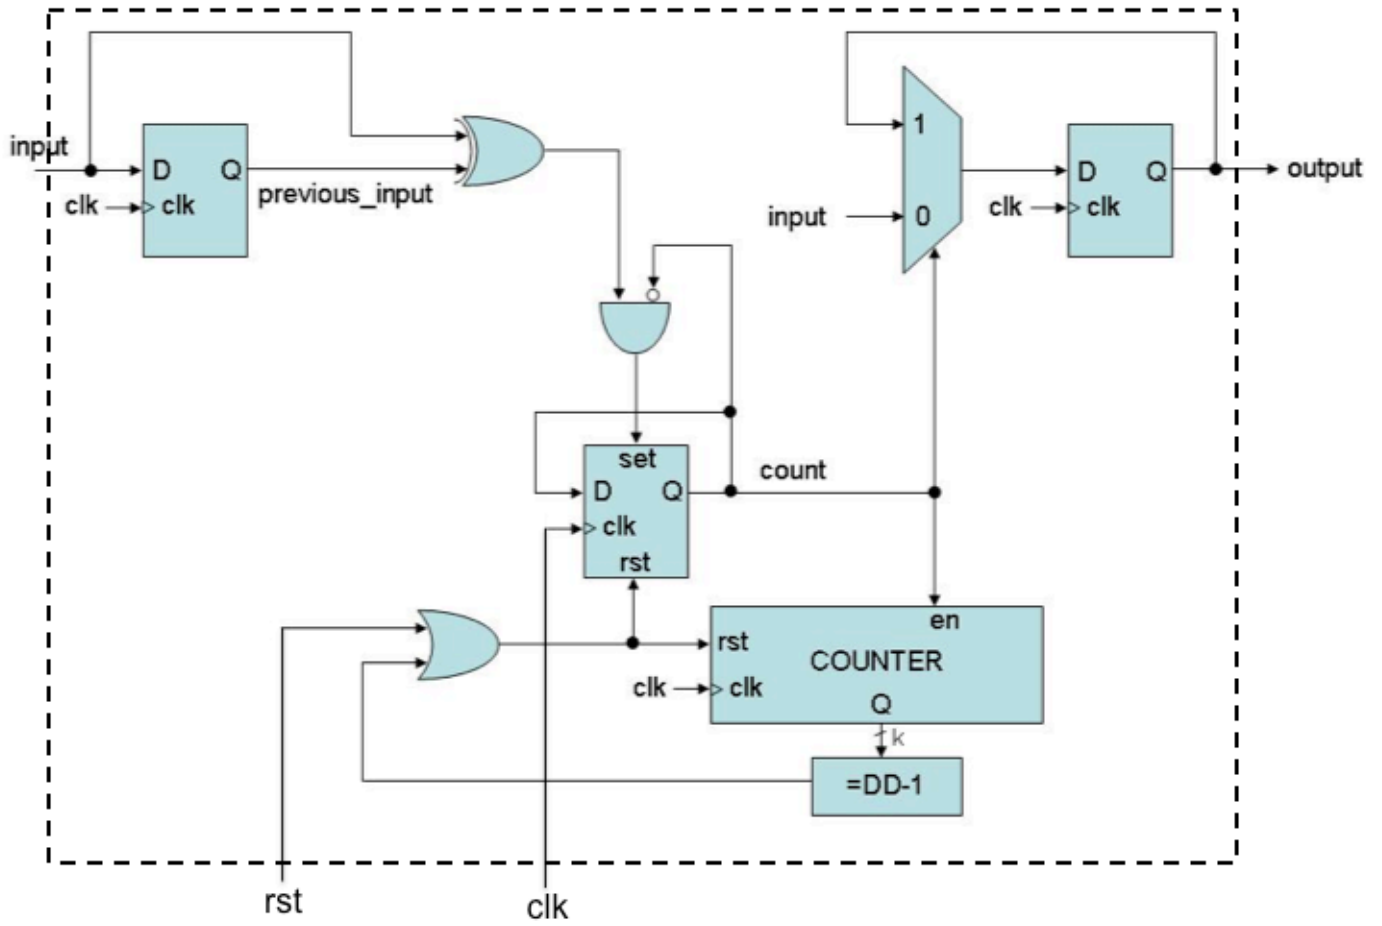 input
D Q
clk clk
previous_input
1
input 0
D Q
clk clk
output
set
D Q
clk
rst
count
en
rst
COUNTER
clk clk
Q
k
=DD-1
rst
clk